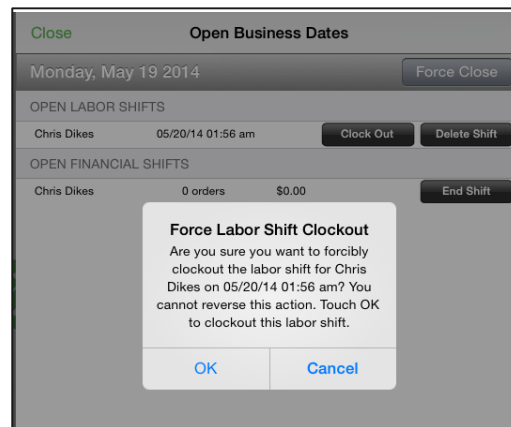 Close Open Business Dates
Monday, May 19 2014 Force Close
OPEN LABOR SHIFTS
Chris Dikes 05/20/14 01:56 am Clock Out Delete Shift
OPEN FINANCIAL SHIFTS
Chris Dikes 0 orders $0.00 End Shift
Force Labor Shift Clockout
Are you sure you want to forcibly
clockout the labor shift for Chris
Dikes on 05/20/14 01:56 am? You
cannot reverse this action. Touch OK
to clockout this labor shift.
OK Cancel